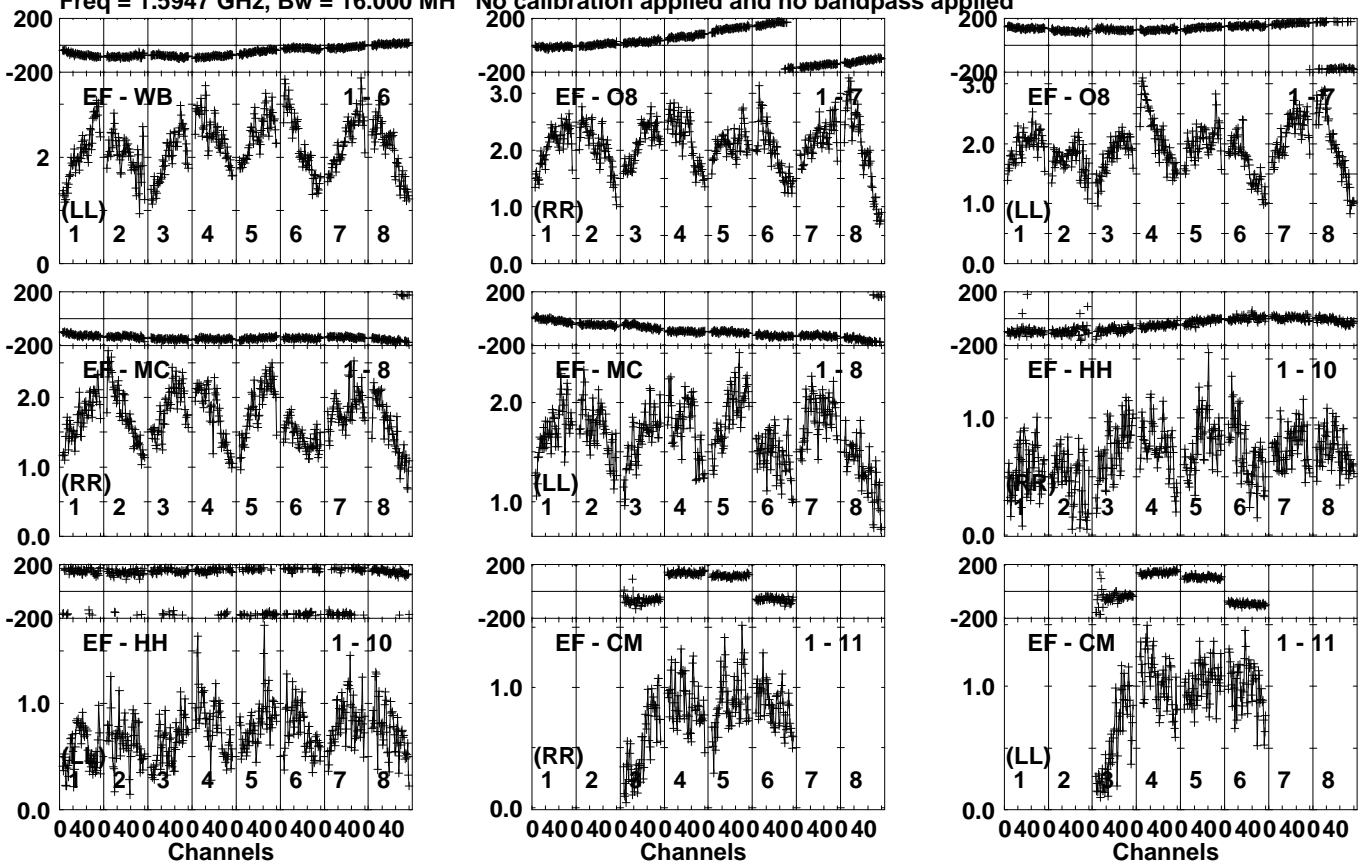 Freq = 1.5947 GHz, Bw = 16.000 MH No calibration applied and no bandpass applied
200 200 200
-200 -200 -200
EF - WB 1 - 6 3.0 EF - O8 1 - 7 3.0 EF - O8 1 - 7
2 2.0 2.0
(LL) 1.0 (RR) 1.0 (LL)
1 2 3 4 5 6 7 8 1 2 3 4 5 6 7 8 1 2 3 4 5 6 7 8
0 0.0 0.0
200 200 200
-200 -200 -200
EF - MC 1 - 8 EF - MC 1 - 8 EF - HH 1 - 10
2.0 2.0 1.0
1.0 (RR) (LL) (RR)
1 2 3 4 5 6 7 8 1.0 1 2 3 4 5 6 7 8 1 2 3 4 5 6 7 8
0.0 0.0
200 200 200
-200 -200 -200
EF - HH 1 - 10 EF - CM 1 - 11 EF - CM 1 - 11
1.0 1.0 1.0
(LL) (RR) (LL)
1 2 3 4 5 6 7 8 1 2 3 4 5 6 7 8 1 2 3 4 5 6 7 8
0.0 0.0 0.0
0 40 0 40 0 40 0 40 0 40 0 40 0 40 0 40 0 40 0 40 0 40 0 40 0 40 0 40 0 40 0 40 0 40 0 40 0 40 0 40 0 40 0 40 0 40 0 40
Channels Channels Channels